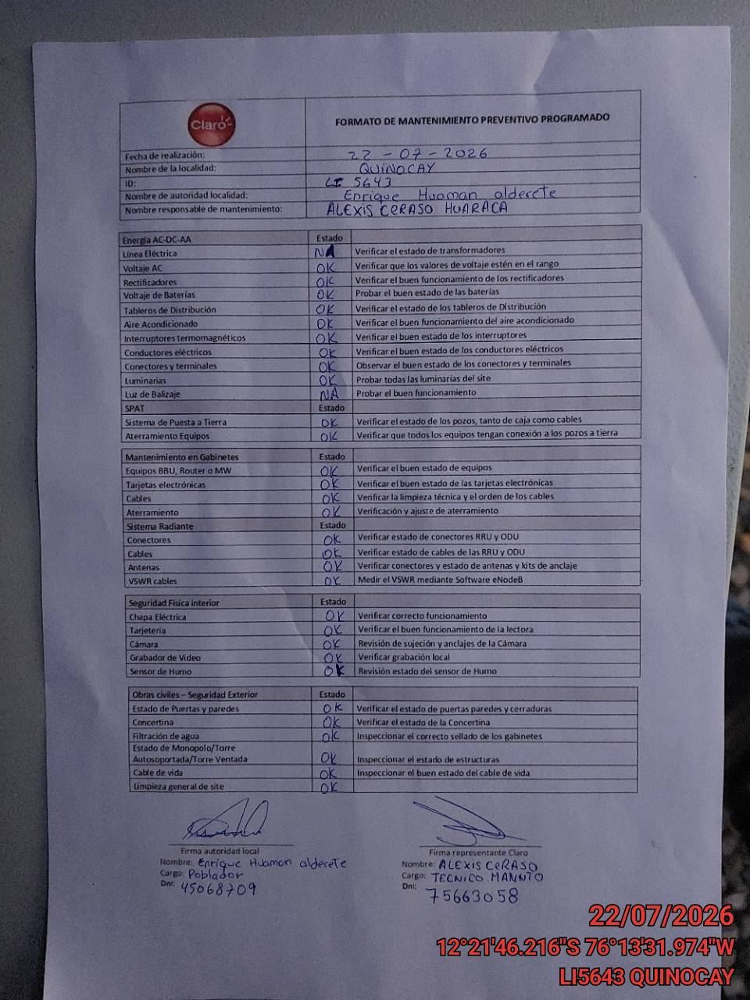 Claro
FORMATO DE MANTENIMIENTO PREVENTIVO PROGRAMADO
Fecha de realización: 22-07-2026
Nombre de la localidad: QUINOCAY
ID: LI 5643
Nombre de autoridad localidad: Enrique Huaman alderete
Nombre responsable de mantenimiento: ALEXIS CERASO HUARACA
Energía AC-DC-AA Estado
Línea Eléctrica NA Verificar el estado de transformadores
Voltaje AC OK Verificar que los valores de voltaje estén en el rango
Rectificadores OK Verificar el buen funcionamiento de los rectificadores
Voltaje de Baterías OK Probar el buen estado de las baterías
Tableros de Distribución OK Verificar el estado de los tableros de Distribución
Aire Acondicionado OK Verificar el buen funcionamiento del aire acondicionado
Interruptores termomagnéticos OK Verificar el buen estado de los interruptores
Conductores eléctricos OK Verificar el buen estado de los conductores eléctricos
Conectores y terminales OK Observar el buen estado de los conectores y terminales
Luminarias OK Probar todas las luminarias del site
Luz de Balizaje NA Probar el buen funcionamiento
SPAT Estado
Sistema de Puesta a Tierra OK Verificar el estado de los pozos, tanto de caja como cables
Aterramiento Equipos OK Verificar que todos los equipos tengan conexión a los pozos a tierra
Mantenimiento en Gabinetes Estado
Equipos BBU, Router o MW OK Verificar el buen estado de equipos
Tarjetas electrónicas OK Verificar el buen estado de las tarjetas electrónicas
Cables OK Verificar la limpieza técnica y el orden de los cables
Aterramiento OK Verificación y ajuste de aterramiento
Sistema Radiante Estado
Conectores OK Verificar estado de conectores RRU y ODU
Cables OK Verificar estado de cables de las RRU y ODU
Antenas OK Verificar conectores y estado de antenas y kits de anclaje
VSWR cables OK Medir el VSWR mediante Software eNodeB
Seguridad Física interior Estado
Chapa Eléctrica OK Verificar correcto funcionamiento
Tarjetería OK Verificar el buen funcionamiento de la lectora
Cámara OK Revisión de sujeción y anclajes de la Cámara
Grabador de Video OK Verificar grabación local
Sensor de Humo OK Revisión estado del sensor de Humo
Obras civiles – Seguridad Exterior Estado
Estado de Puertas y paredes OK Verificar el estado de puertas paredes y cerraduras
Concertina OK Verificar el estado de la Concertina
Filtración de agua OK Inspeccionar el correcto sellado de los gabinetes
Estado de Monopolo/Torre
Autosoportada/Torre Ventada OK Inspeccionar el estado de estructuras
Cable de vida OK Inspeccionar el buen estado del cable de vida
Limpieza general de site OK
Firma autoridad local
Nombre: Enrique Huaman alderete
Cargo: Poblador
Dni: 45068709
Firma representante Claro
Nombre: ALEXIS CERASO
Cargo: TECNICO MANNTO
Dni: 75663058
22/07/2026
12°21'46.216"S 76°13'31.974"W
LI5643 QUINOCAY